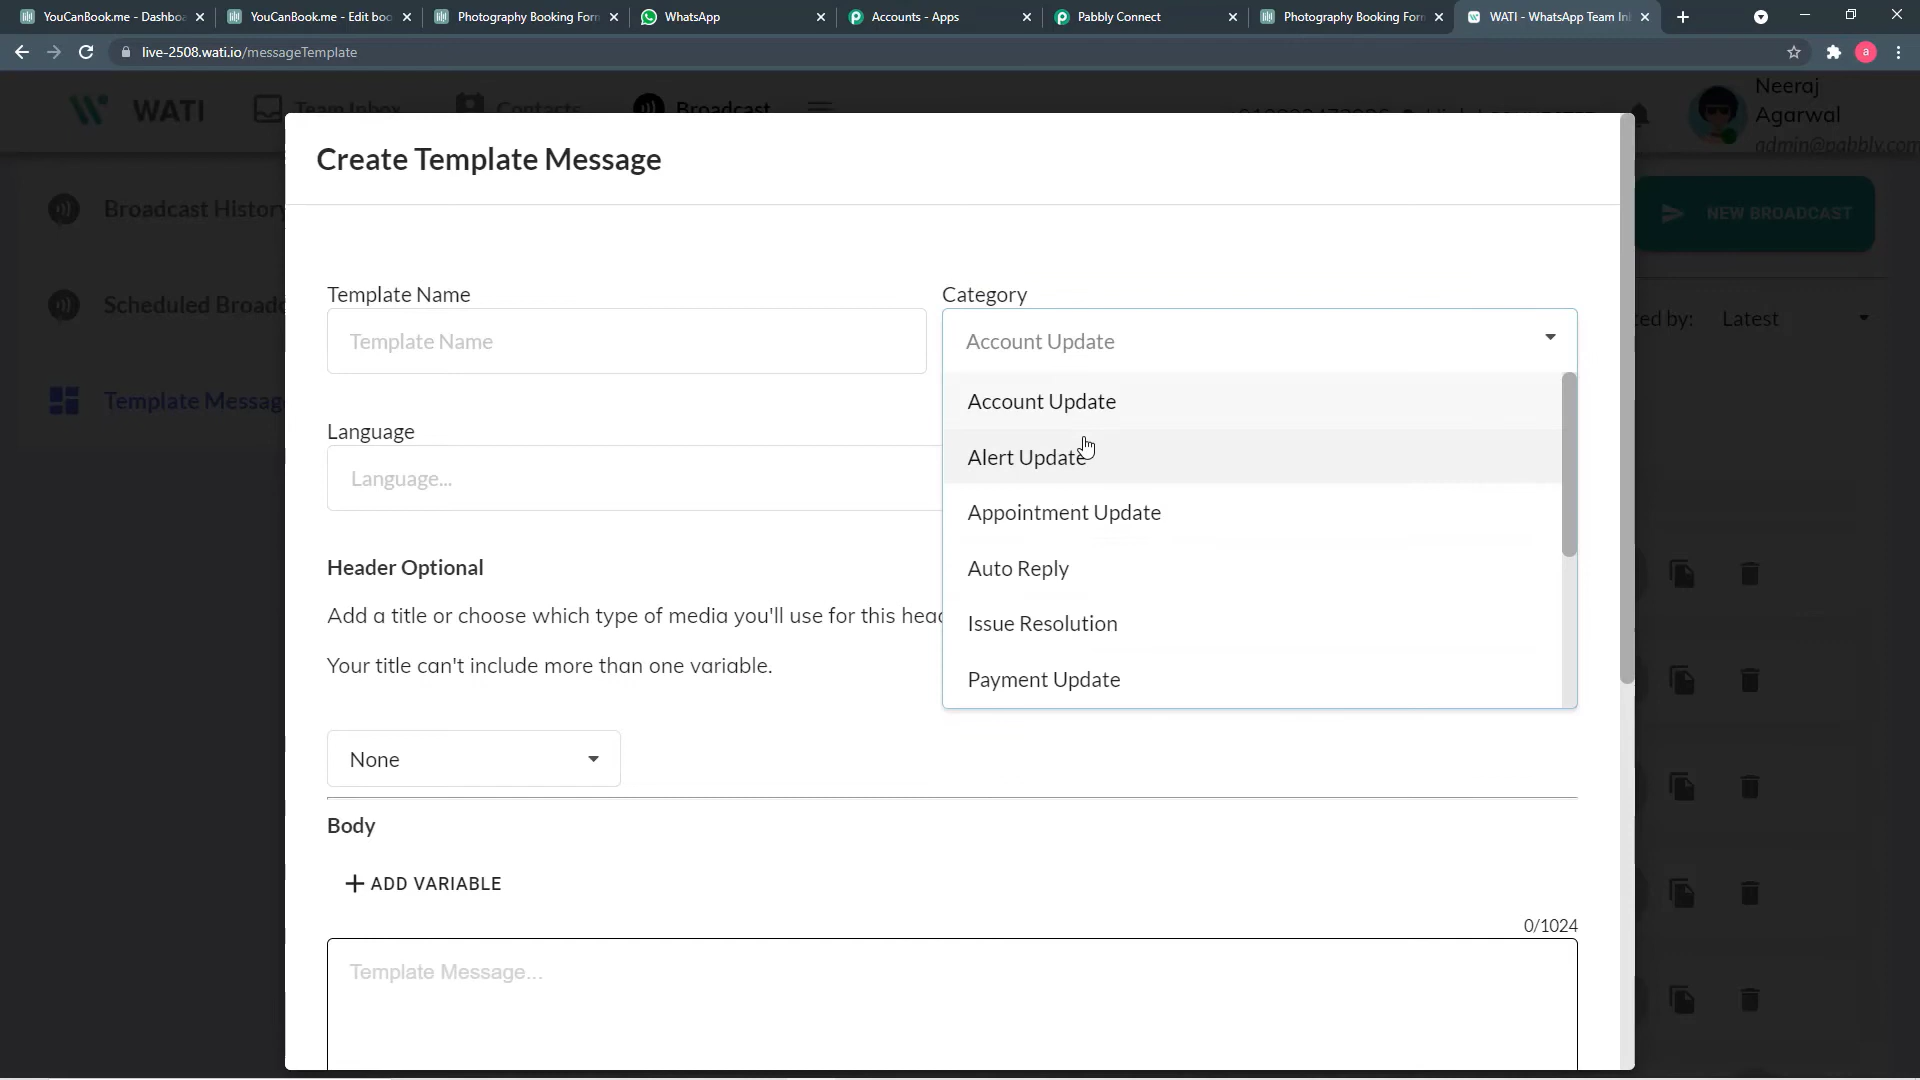 YouCanBook.me - Dashboa
YouCanBook.me - Edit boo
Photography Booking Form
WhatsApp
Accounts - Apps
Pabbly Connect
Photography Booking Form
WATI - WhatsApp Team In
live-2508.wati.io/messageTemplate
a
WATI
Team Inbox
Contacts
Broadcast
Neeraj
Agarwal
admin@pabbly.com
Create Template Message
Broadcast History
NEW BROADCAST
Scheduled Broadc
Template Messag
ted by:
Latest
Template Name
Template Name
Category
Account Update
Account Update
Alert Update
Appointment Update
Auto Reply
Issue Resolution
Payment Update
Language
Language...
Header Optional
Add a title or choose which type of media you'll use for this head
Your title can't include more than one variable.
None
Body
+ ADD VARIABLE
0/1024
Template Message...